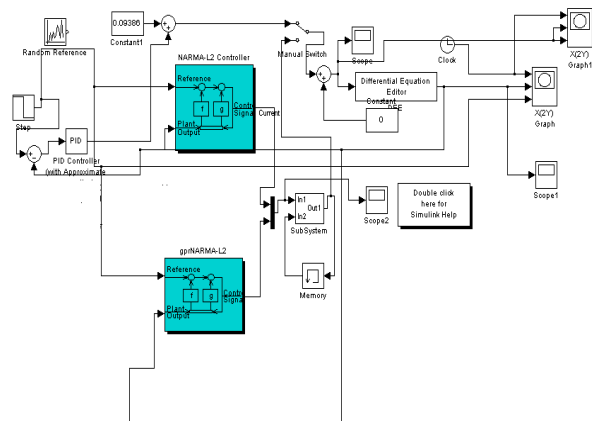 0.09386
Constant1
Random Reference
NARMA-L2 Controller
Reference
f
g
Plant
Output
Control
Signal
Current
Manual Switch
Scope
Clock
X(2Y)
Graph1
Differential Equation
Editor
DEE
Constant
0
X(2Y)
Graph
Step
PID
PID Controller
(with Approximate
Scope1
In1
In2
Out1
SubSystem
Scope2
Double click
here for
Simulink Help
Memory
gprNARMA-L2
Reference
f
g
Plant
Output
Signal